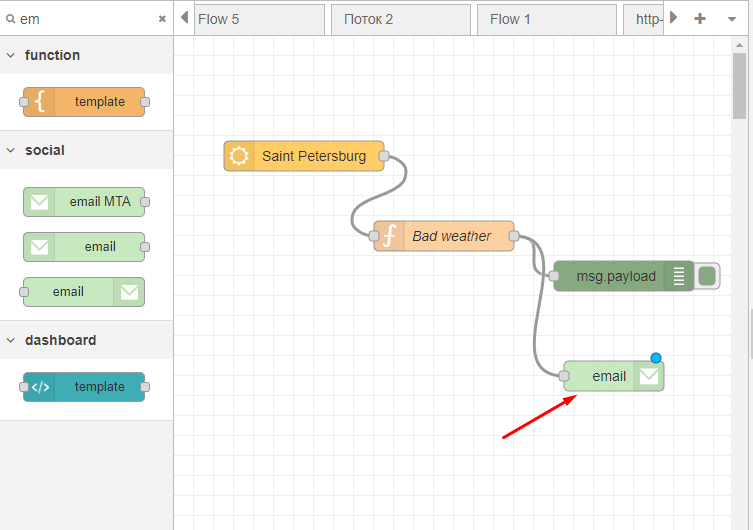 em
Flow 5
Поток 2
Flow 1
http-
function
template
social
email MTA
email
email
dashboard
template
Saint Petersburg
Bad weather
msg.payload
email